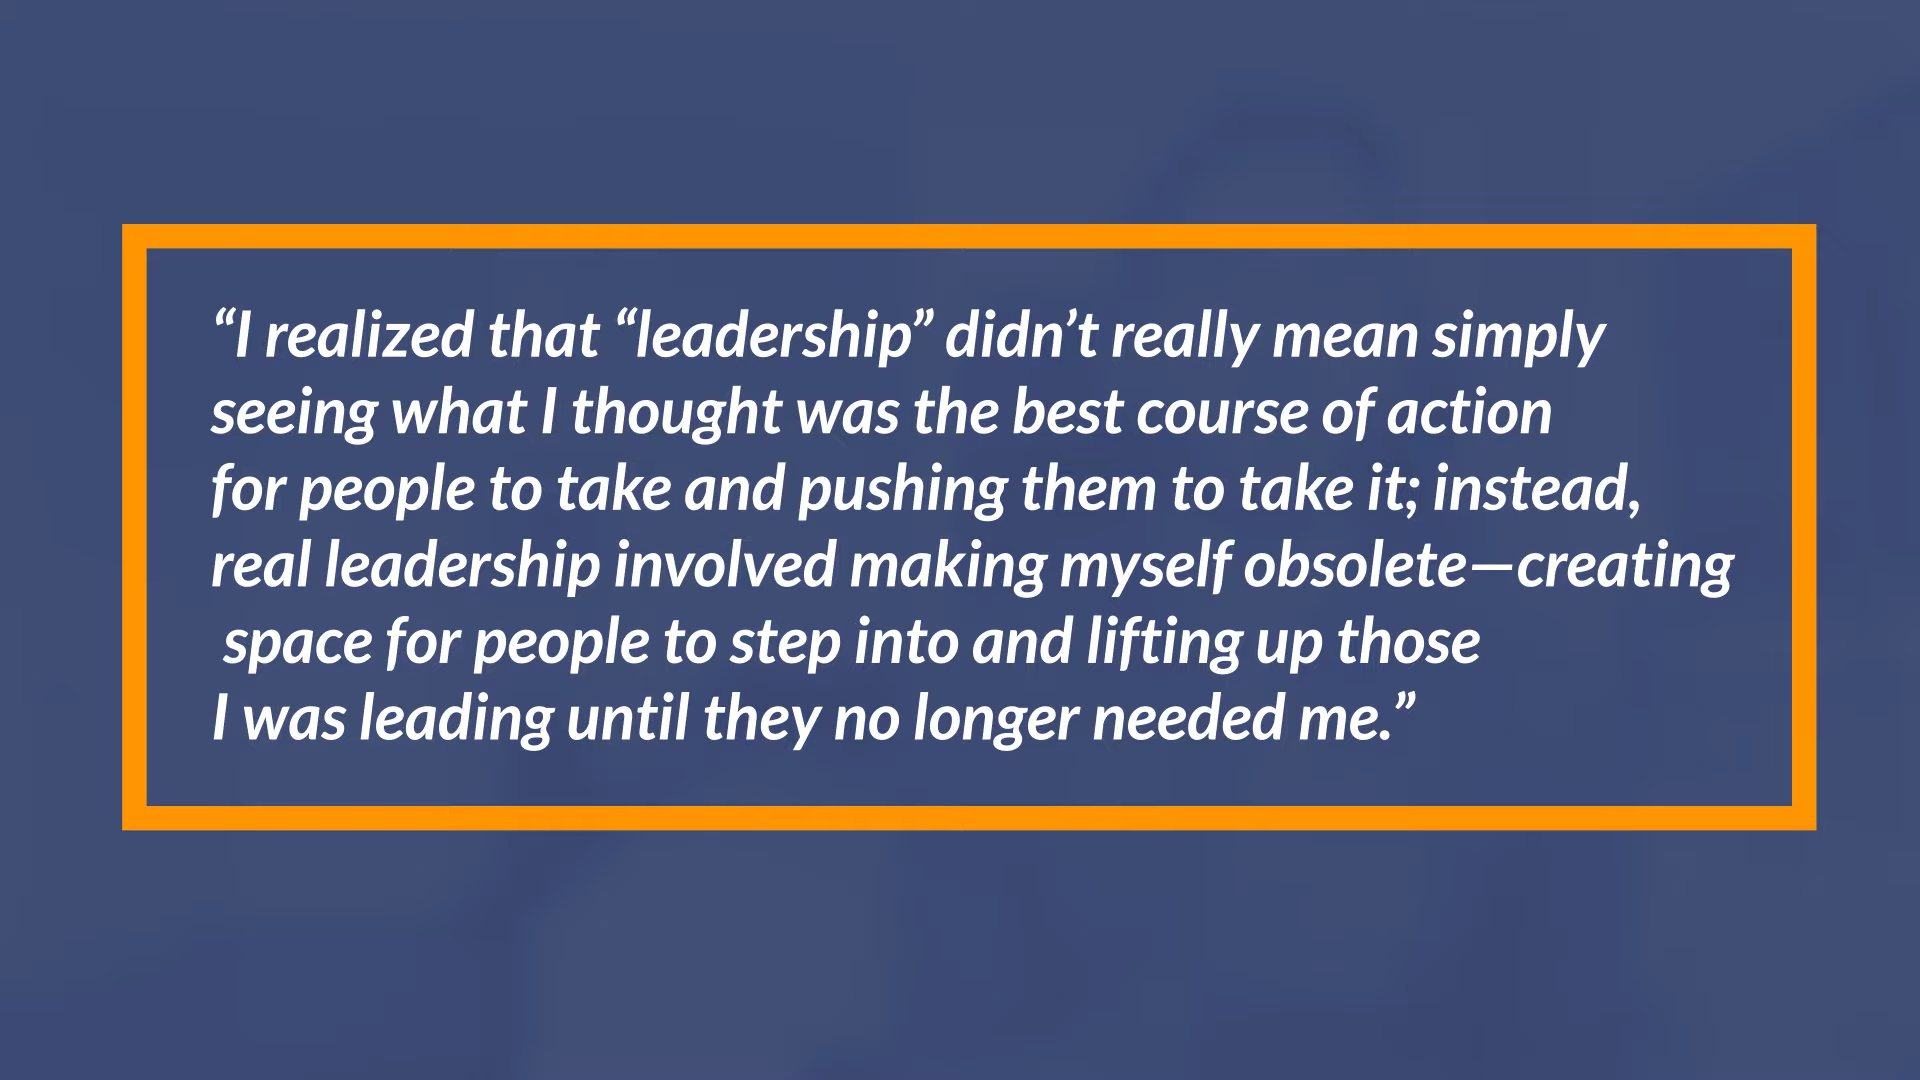 “I realized that “leadership” didn’t really mean simply
seeing what I thought was the best course of action
for people to take and pushing them to take it; instead,
real leadership involved making myself obsolete—creating
space for people to step into and lifting up those
I was leading until they no longer needed me.”